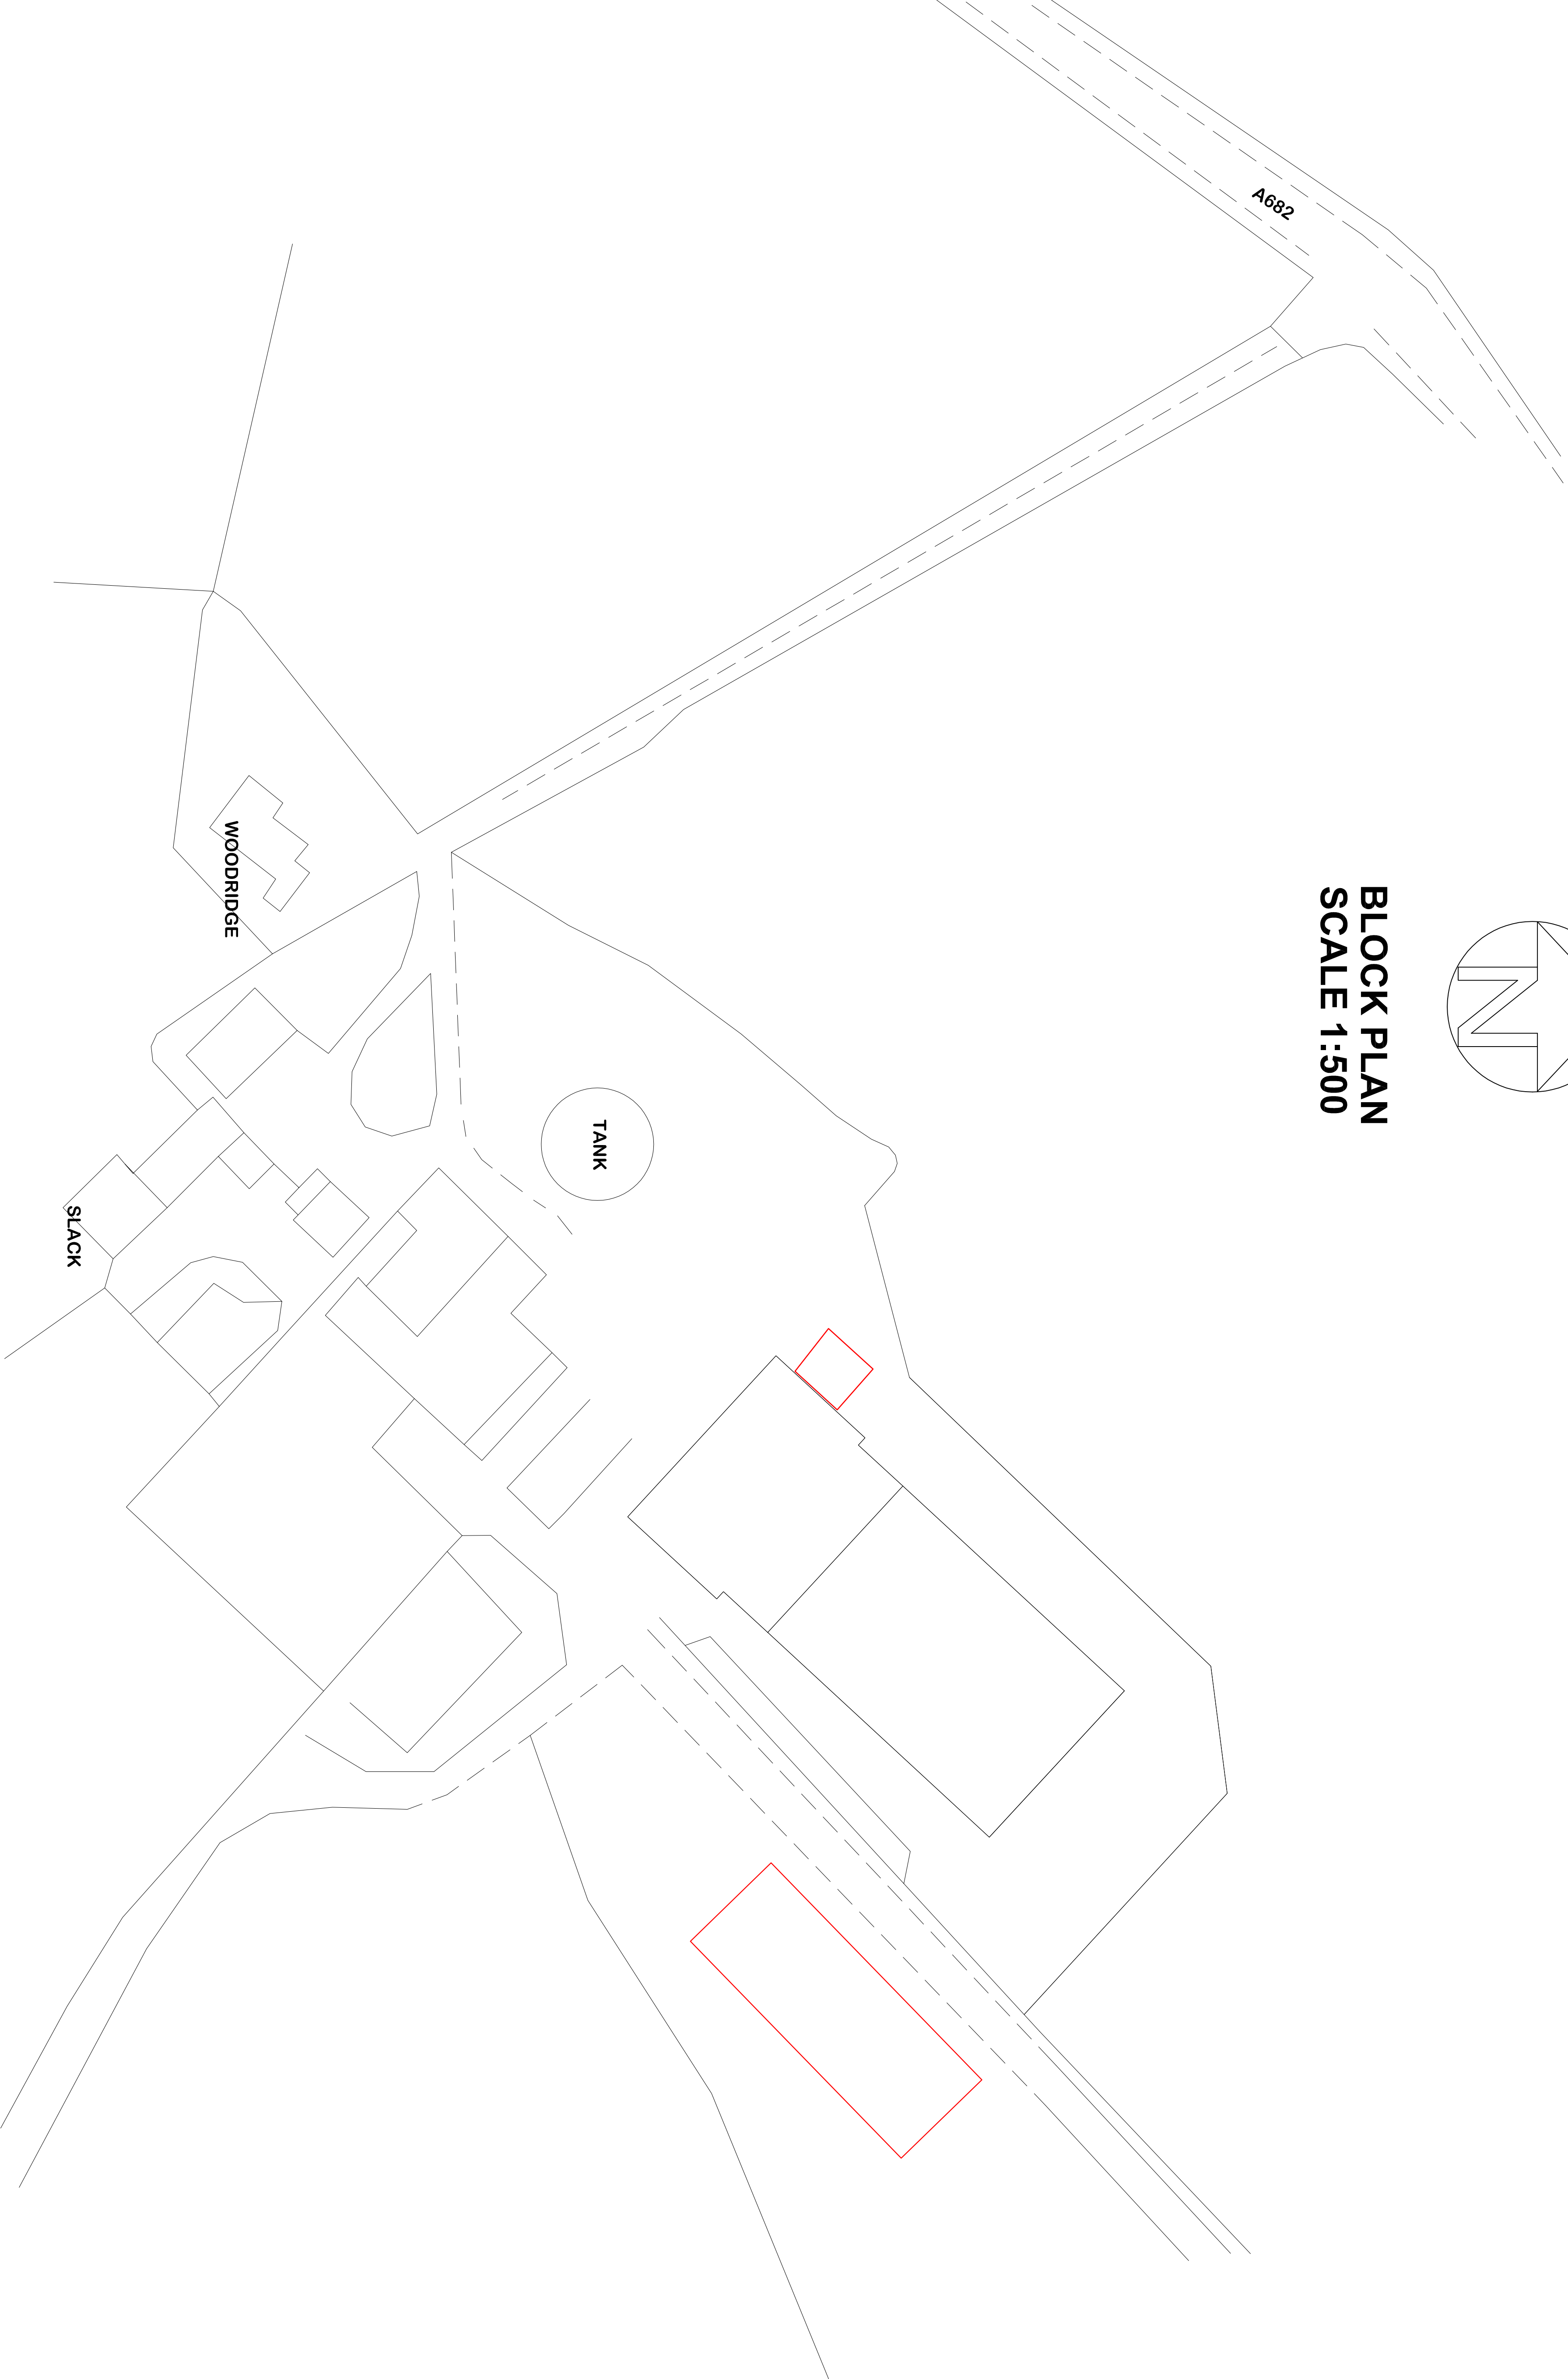 BLOCK PLAN
SCALE 1:500
N
A682
WOODRIDGE
TANK
SLACK